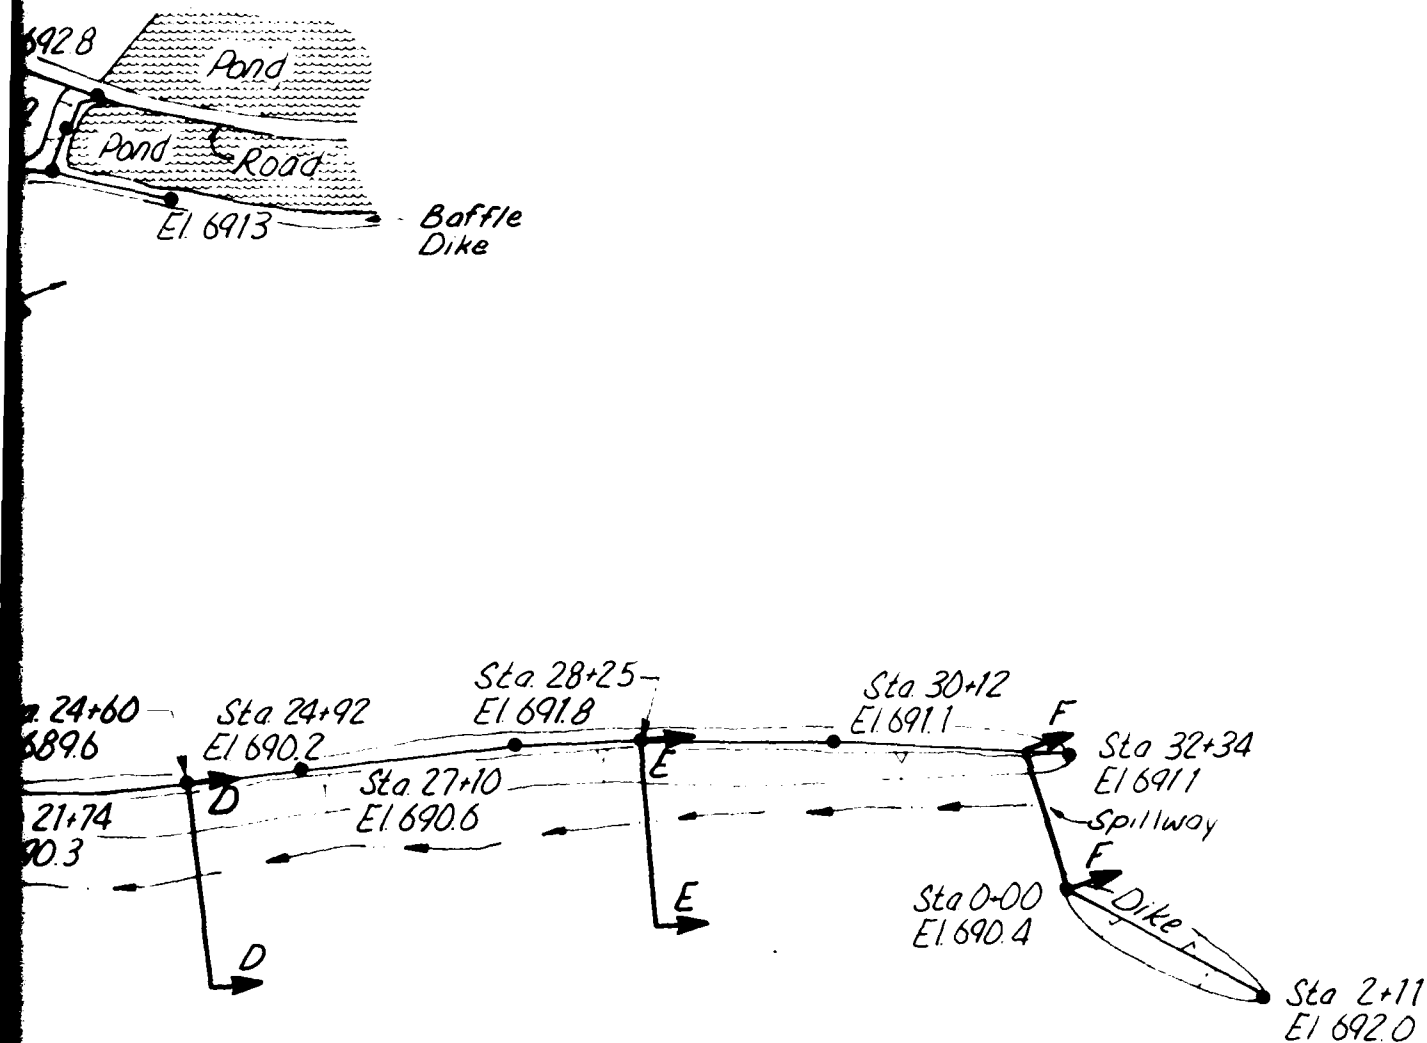 692.8
Pond
Pond
Road
El. 691.3
Baffle
Dike
Sta. 28+25
El. 691.8
Sta. 30+12
El. 691.1
F
24+60
689.6
Sta. 24+92
El. 690.2
E
Sta 32+34
El 691.1
D
Sta. 27+10
El. 690.6
21+74
90.3
Spillway
F
E
Sta 0+00
El. 690.4
Dike
D
Sta 2+11
El 692.0